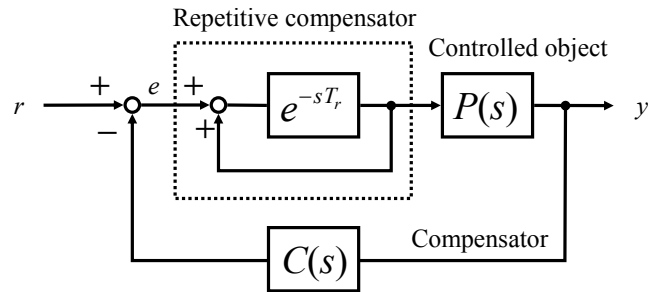 Repetitive compensator
Controlled object
r
+
−
e
+
+
e^{-sT_r}
P(s)
y
Compensator
C(s)